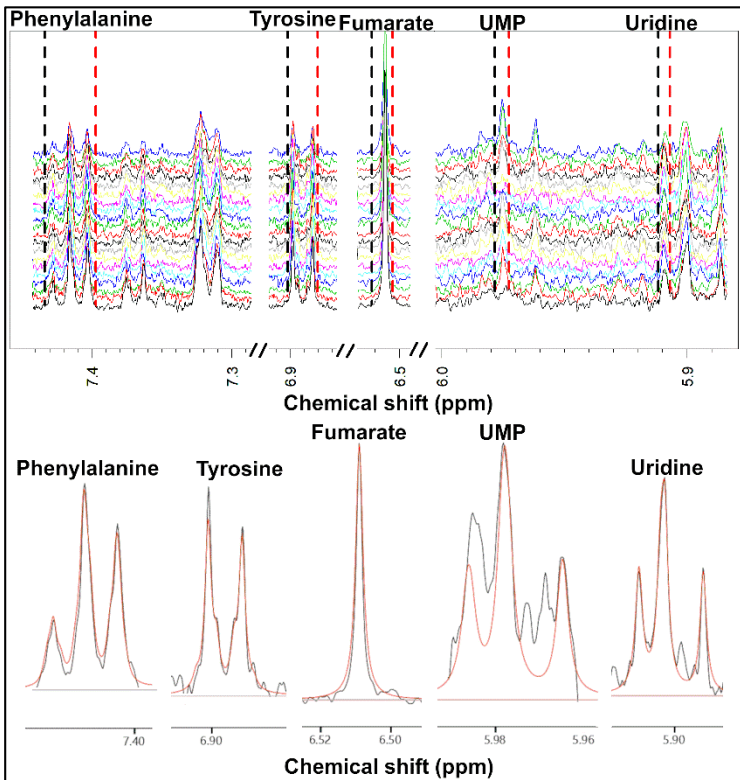 Phenylalanine Tyrosine Fumarate UMP Uridine
7.4 7.3 // 6.9 // 6.5 // 6.0 5.9
Chemical shift (ppm)
Phenylalanine Tyrosine Fumarate UMP Uridine
7.40 6.90 6.52 6.50 5.98 5.96 5.90
Chemical shift (ppm)